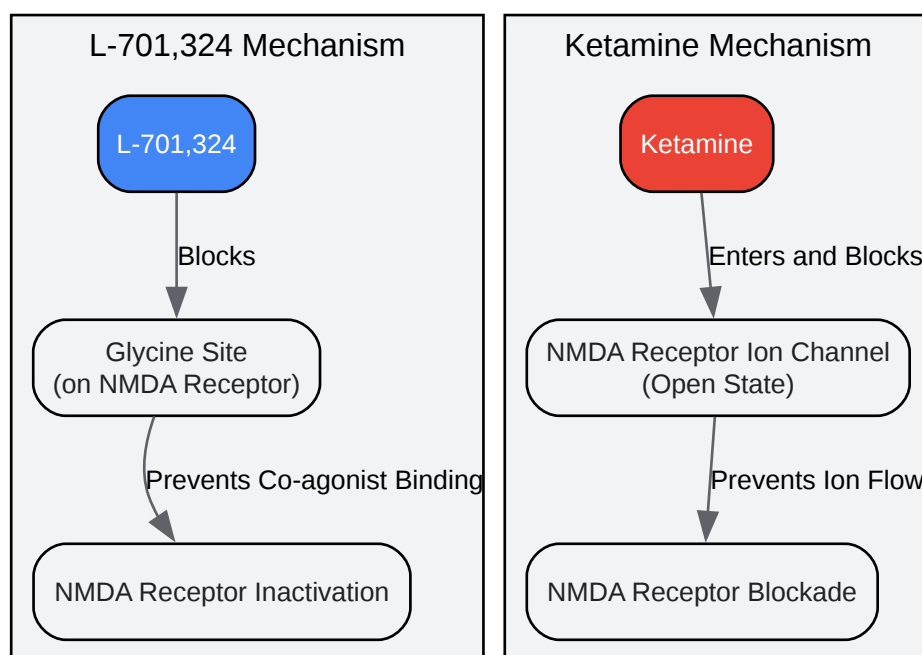 L-701,324 Mechanism
L-701,324
Blocks
Glycine Site
(on NMDA Receptor)
Prevents Co-agonist Binding
NMDA Receptor Inactivation
Ketamine Mechanism
Ketamine
Enters and Blocks
NMDA Receptor Ion Channel
(Open State)
Prevents Ion Flow
NMDA Receptor Blockade